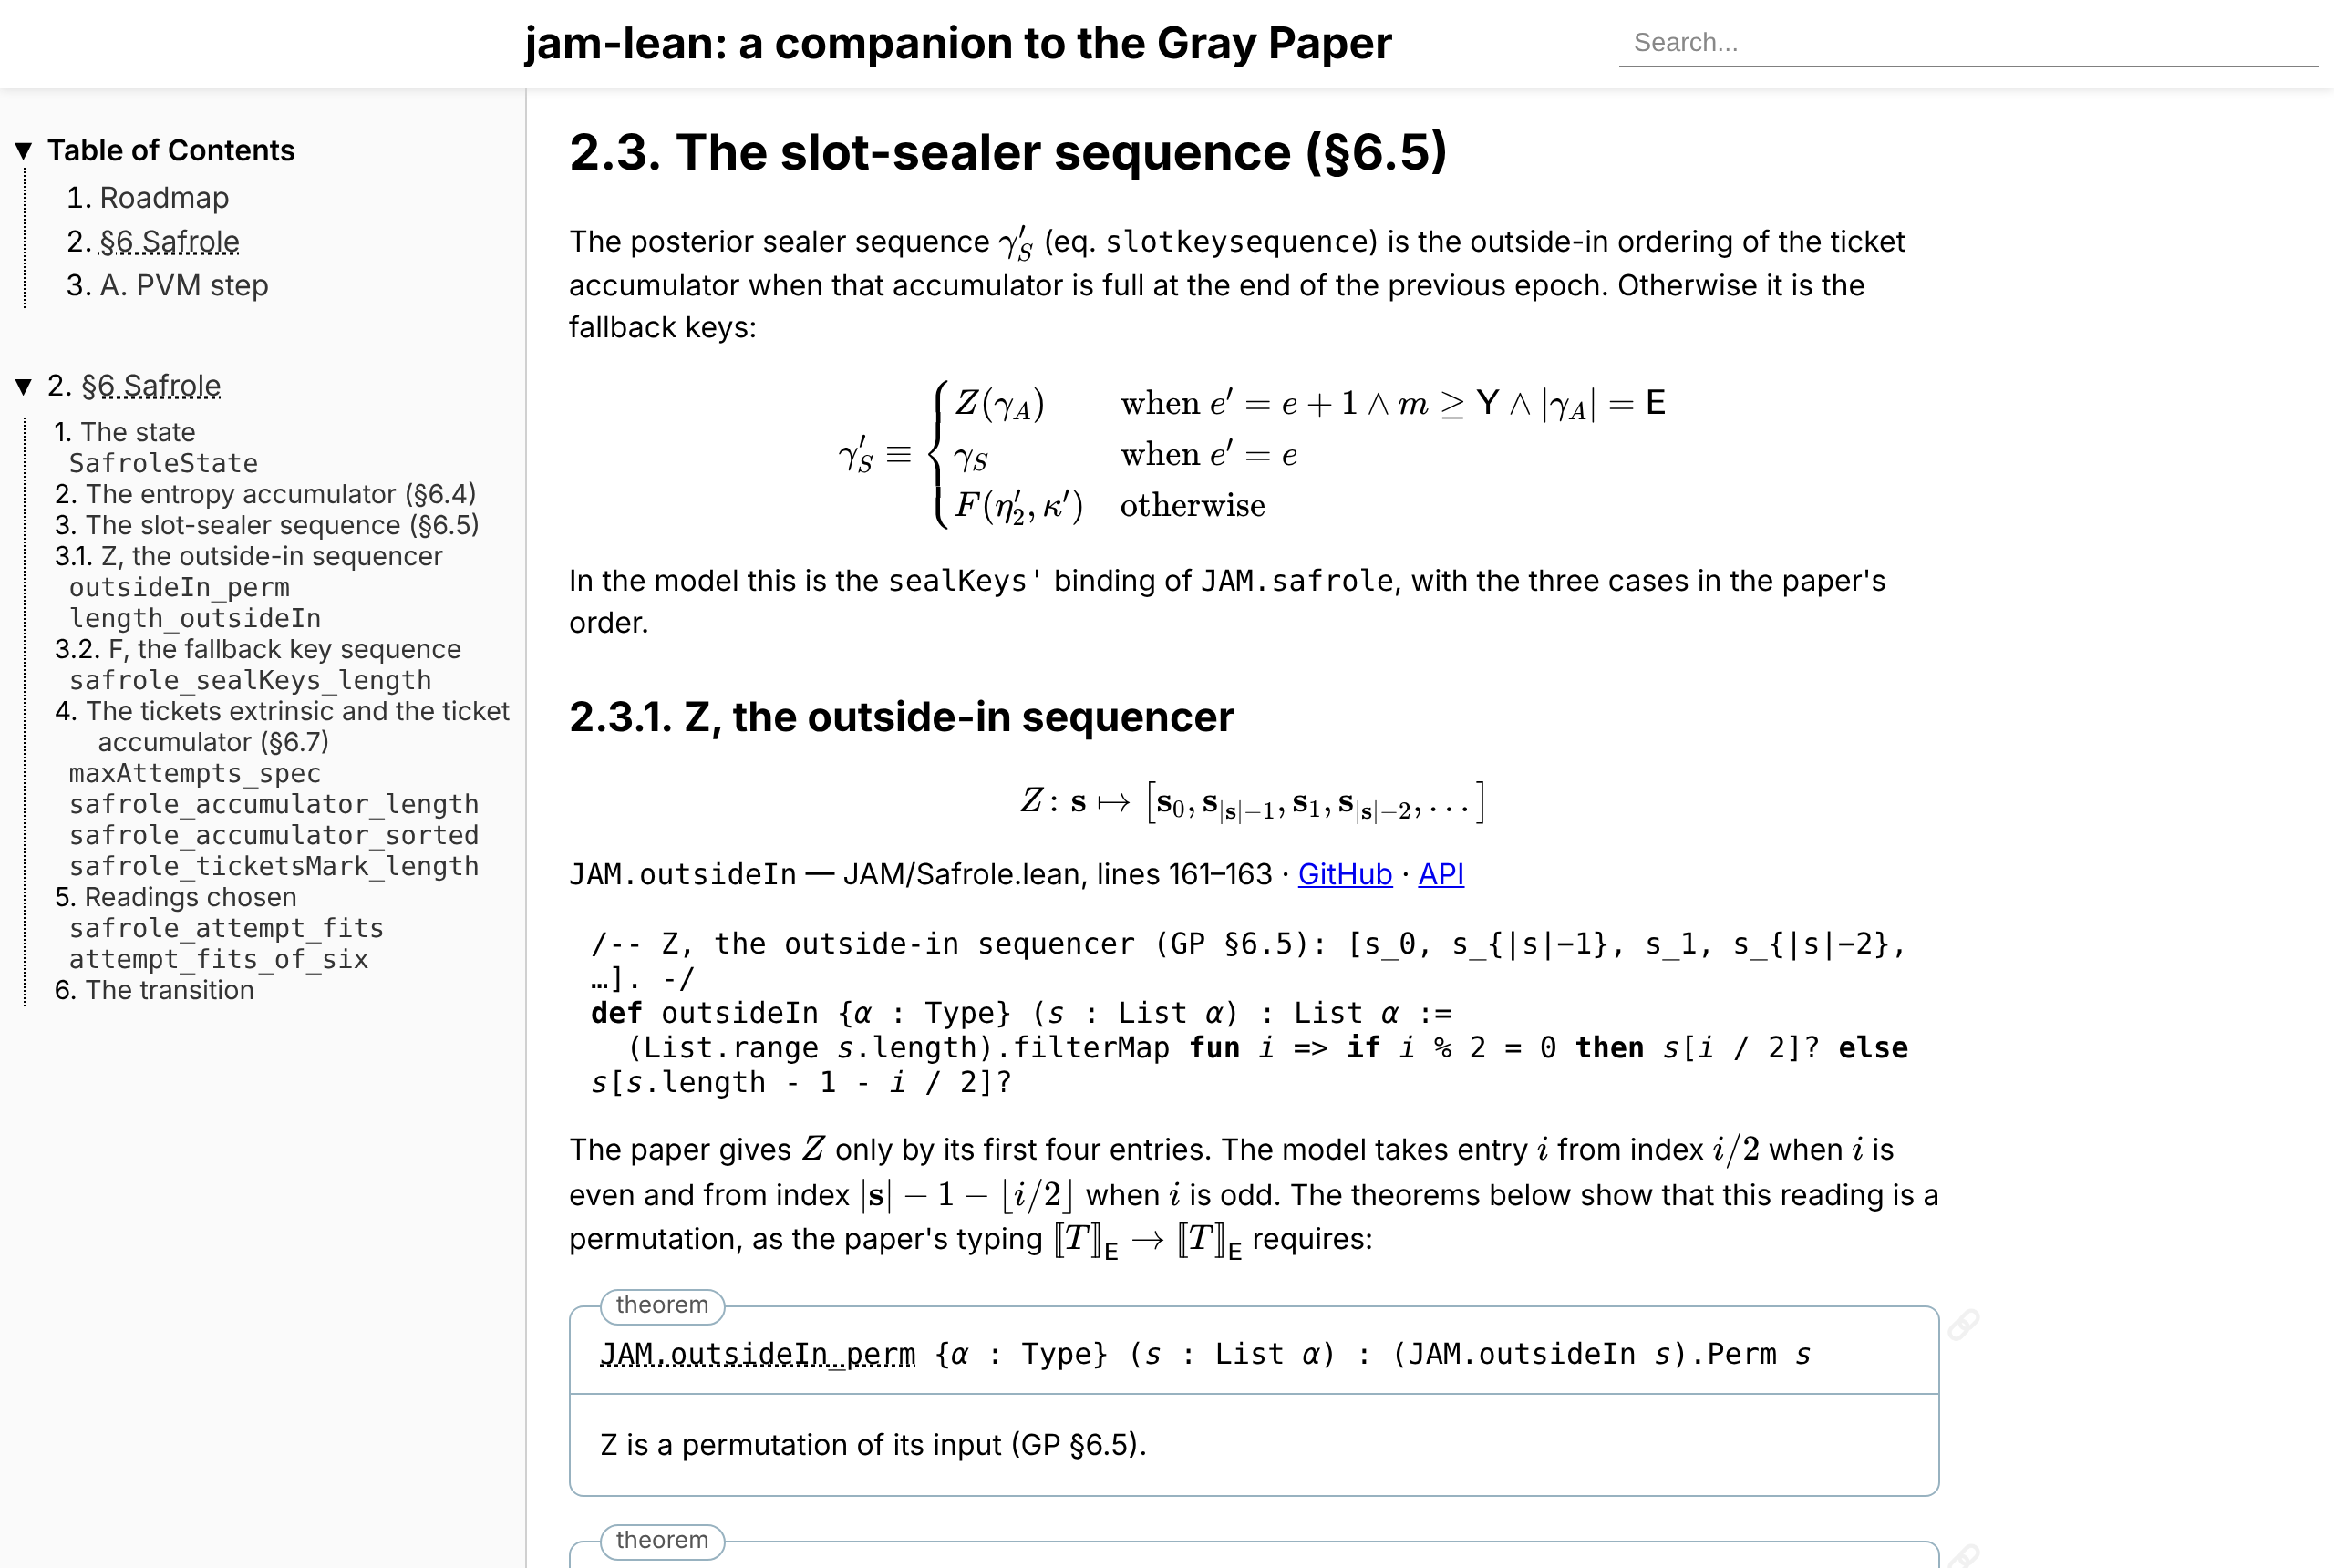 jam-lean: a companion to the Gray Paper
Search...
▼ Table of Contents
1. Roadmap
2. §6 Safrole
3. A. PVM step
▼ 2. §6 Safrole
1. The state
SafroleState
2. The entropy accumulator (§6.4)
3. The slot-sealer sequence (§6.5)
3.1. Z, the outside-in sequencer
outsideIn_perm
length_outsideIn
3.2. F, the fallback key sequence
safrole_sealKeys_length
4. The tickets extrinsic and the ticket
accumulator (§6.7)
maxAttempts_spec
safrole_accumulator_length
safrole_accumulator_sorted
safrole_ticketsMark_length
5. Readings chosen
safrole_attempt_fits
attempt_fits_of_six
6. The transition
2.3. The slot-sealer sequence (§6.5)
The posterior sealer sequence γ′_S (eq. slotkeysequence) is the outside-in ordering of the ticket
accumulator when that accumulator is full at the end of the previous epoch. Otherwise it is the
fallback keys:
γ′_S ≡ {
Z(γ_A) when e′ = e + 1 ∧ m ≥ Y ∧ |γ_A| = E
γ_S when e′ = e
F(η′_2, κ′) otherwise
In the model this is the sealKeys' binding of JAM.safrole, with the three cases in the paper's
order.
2.3.1. Z, the outside-in sequencer
Z: s ↦ [s_0, s_{|s|−1}, s_1, s_{|s|−2}, …]
JAM.outsideIn — JAM/Safrole.lean, lines 161–163 · GitHub · API
/-- Z, the outside-in sequencer (GP §6.5): [s_0, s_{|s|−1}, s_1, s_{|s|−2},
…]. -/
def outsideIn {α : Type} (s : List α) : List α :=
(List.range s.length).filterMap fun i => if i % 2 = 0 then s[i / 2]? else
s[s.length - 1 - i / 2]?
The paper gives Z only by its first four entries. The model takes entry i from index i/2 when i is
even and from index |s| − 1 − ⌊i/2⌋ when i is odd. The theorems below show that this reading is a
permutation, as the paper's typing ⟦T⟧_E → ⟦T⟧_E requires:
theorem
JAM.outsideIn_perm {α : Type} (s : List α) : (JAM.outsideIn s).Perm s
Z is a permutation of its input (GP §6.5).
theorem